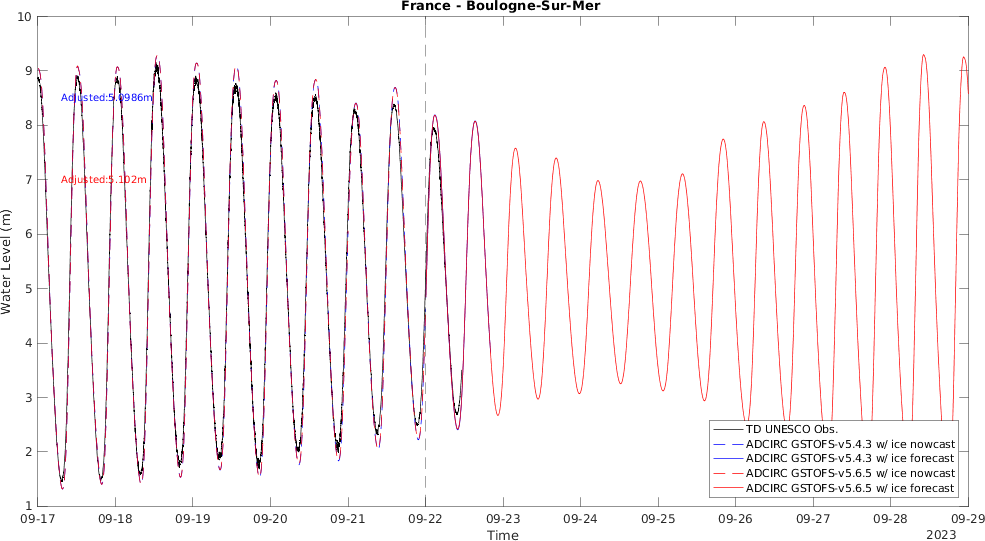 France - Boulogne-Sur-Mer
10
9
8
7
6
5
4
3
2
1
Water Level (m)
Adjusted:5.0986m
Adjusted:5.102m
TD UNESCO Obs.
ADCIRC GSTOFS-v5.4.3 w/ ice nowcast
ADCIRC GSTOFS-v5.4.3 w/ ice forecast
ADCIRC GSTOFS-v5.6.5 w/ ice nowcast
ADCIRC GSTOFS-v5.6.5 w/ ice forecast
09-17 09-18 09-19 09-20 09-21 09-22 09-23 09-24 09-25 09-26 09-27 09-28 09-29
Time
2023